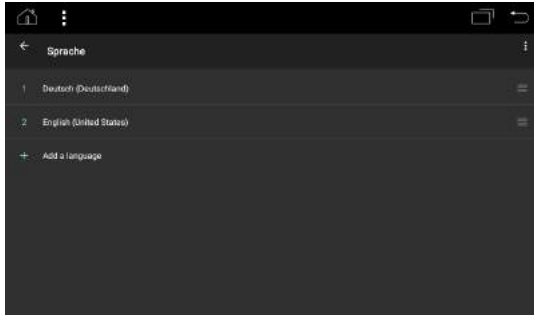 Sprache
1 Deutsch (Deutschland)
2 English (United States)
+ Add a language